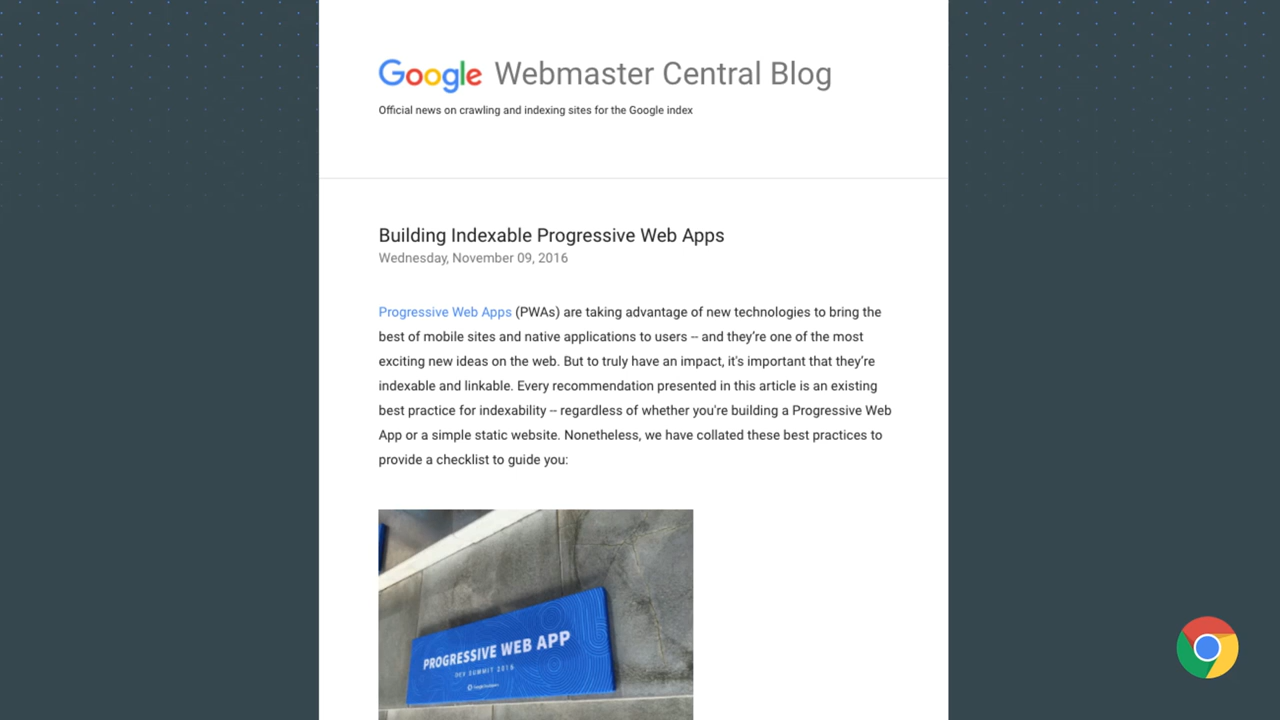 Google Webmaster Central Blog
Official news on crawling and indexing sites for the Google index
Building Indexable Progressive Web Apps
Wednesday, November 09, 2016
Progressive Web Apps (PWAs) are taking advantage of new technologies to bring the
best of mobile sites and native applications to users -- and they're one of the most
exciting new ideas on the web. But to truly have an impact, it's important that they're
indexable and linkable. Every recommendation presented in this article is an existing
best practice for indexability -- regardless of whether you're building a Progressive Web
App or a simple static website. Nonetheless, we have collated these best practices to
provide a checklist to guide you:
PROGRESSIVE WEB APP
DEV SUMMIT 2016